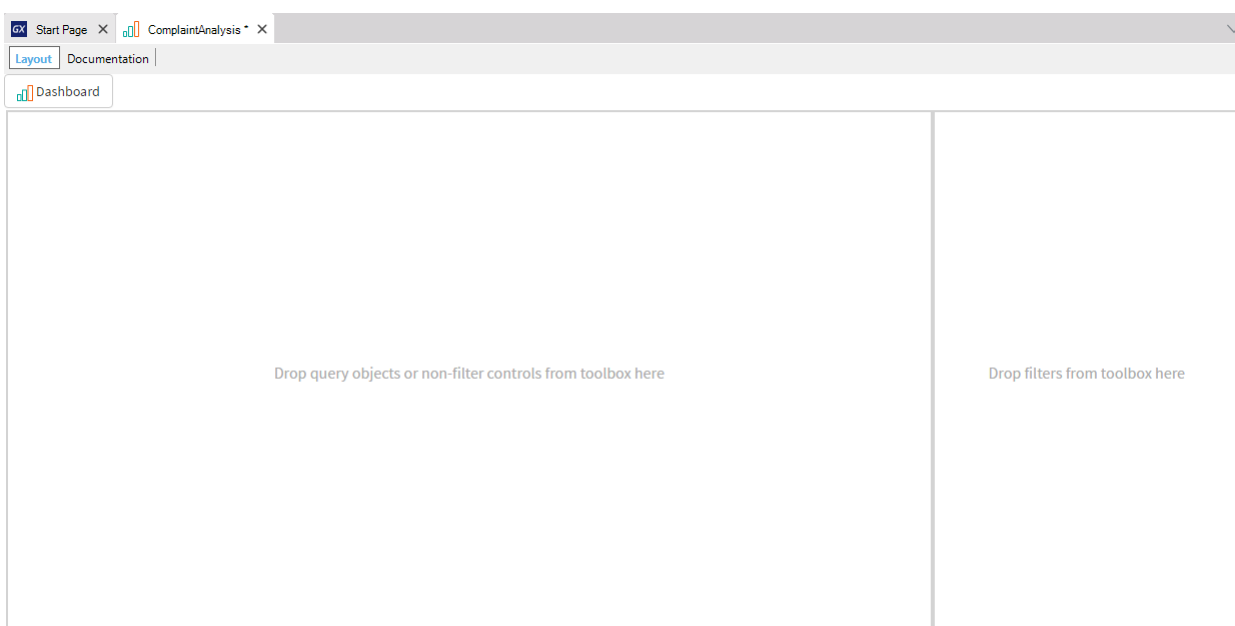 GX Start Page ComplaintAnalysis *
Layout Documentation
Dashboard
Drop query objects or non-filter controls from toolbox here
Drop filters from toolbox here